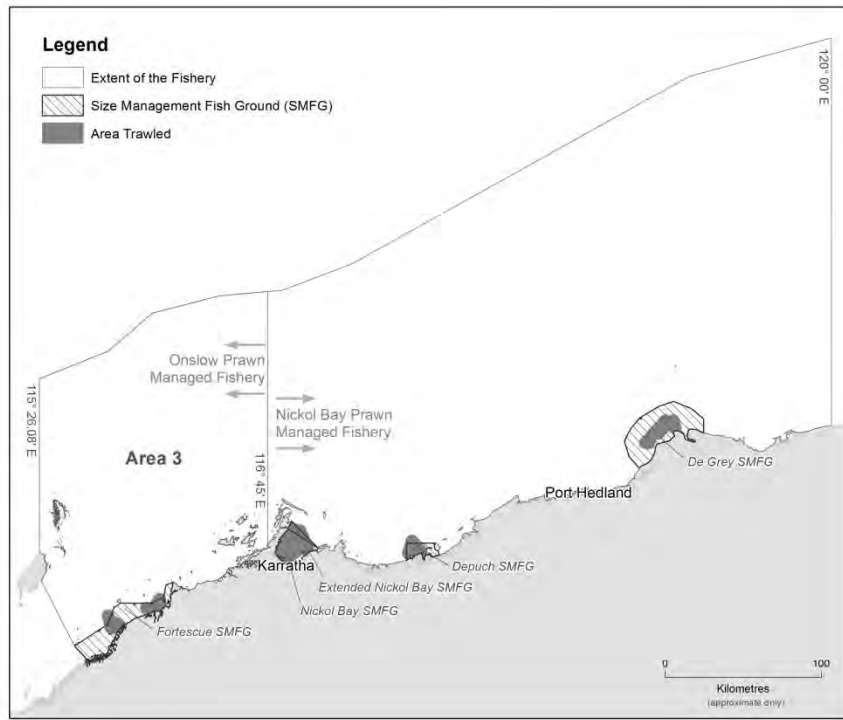 Legend
Extent of the Fishery
Size Management Fish Ground (SMFG)
Area Trawled
120° 00' E
Onslow Prawn
Managed Fishery
115° 26.08' E
Nickol Bay Prawn
Managed Fishery
Area 3
116° 45' E
De Grey SMFG
Port Hedland
Karratha
Depuch SMFG
Extended Nickol Bay SMFG
Nickol Bay SMFG
Fortescue SMFG
0
100
Kilometres
(approximate only)